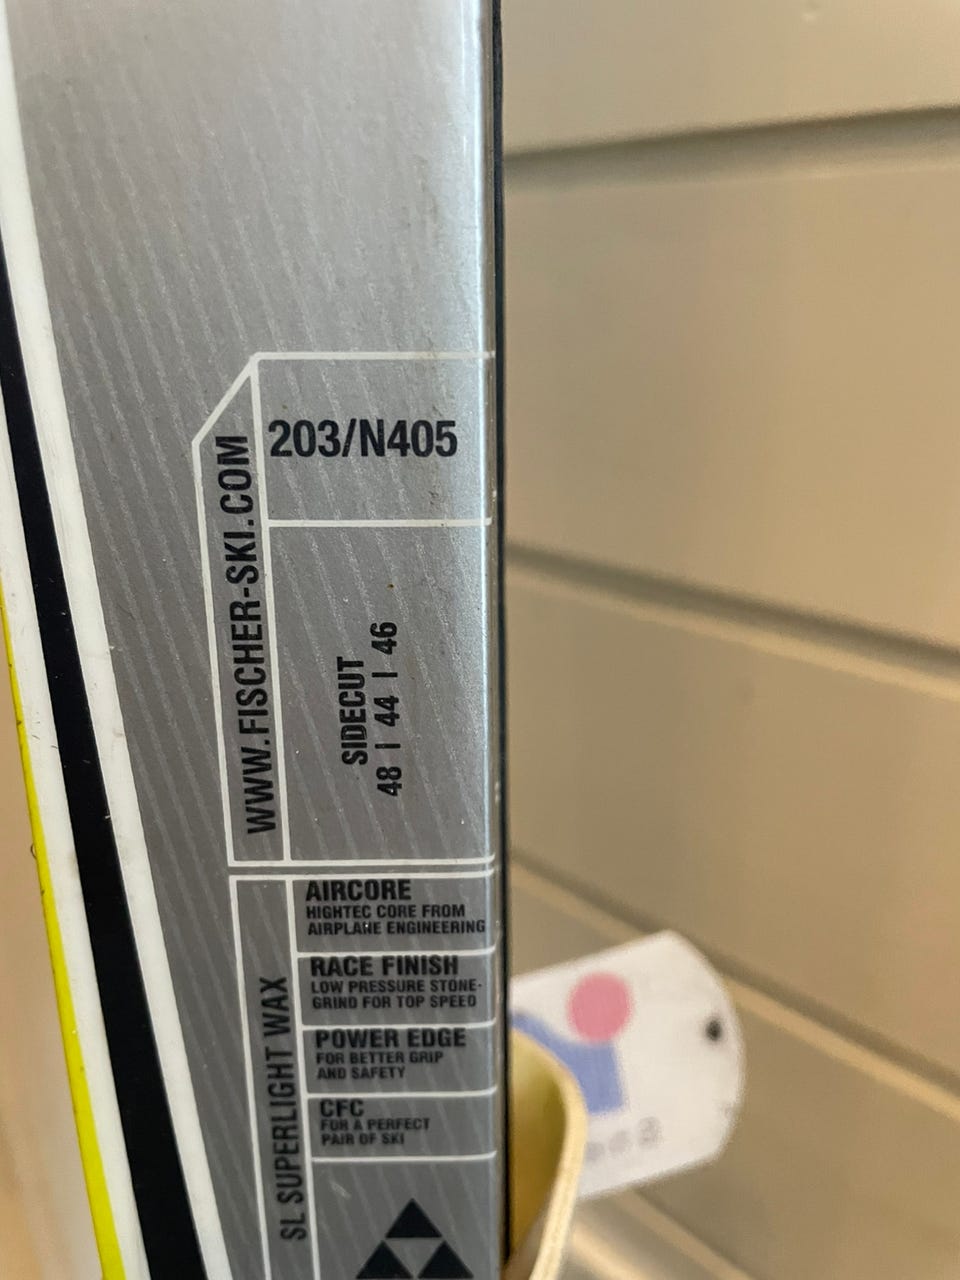 203/N405
WWW.FISCHER-SKI.COM
SIDECUT
48 | 44 | 46
SL SUPERLIGHT WAX
AIRCORE
HIGHTEC CORE FROM
AIRPLANE ENGINEERING
RACE FINISH
LOW PRESSURE STONE-
GRIND FOR TOP SPEED
POWER EDGE
FOR BETTER GRIP
AND SAFETY
CFC
FOR A PERFECT
PAIR OF SKI